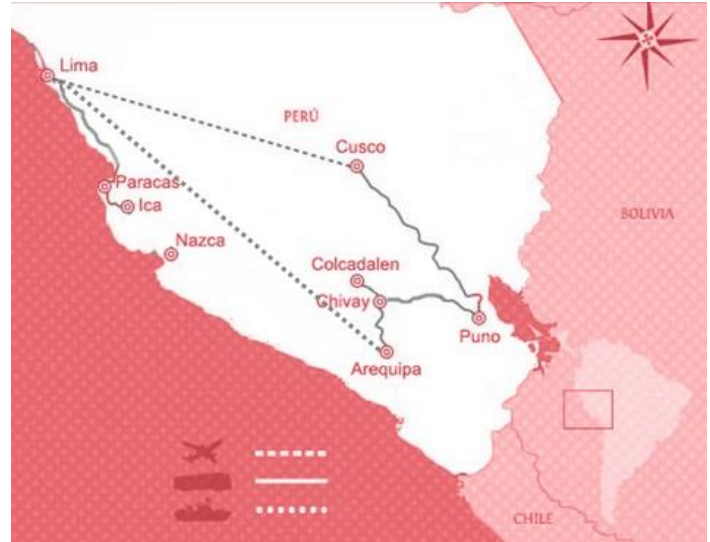 Lima
PERÚ
Cusco
Paracas
Ica
BOLIVIA
Nazca
Colcadalen
Chivay
Puno
Arequipa
CHILE